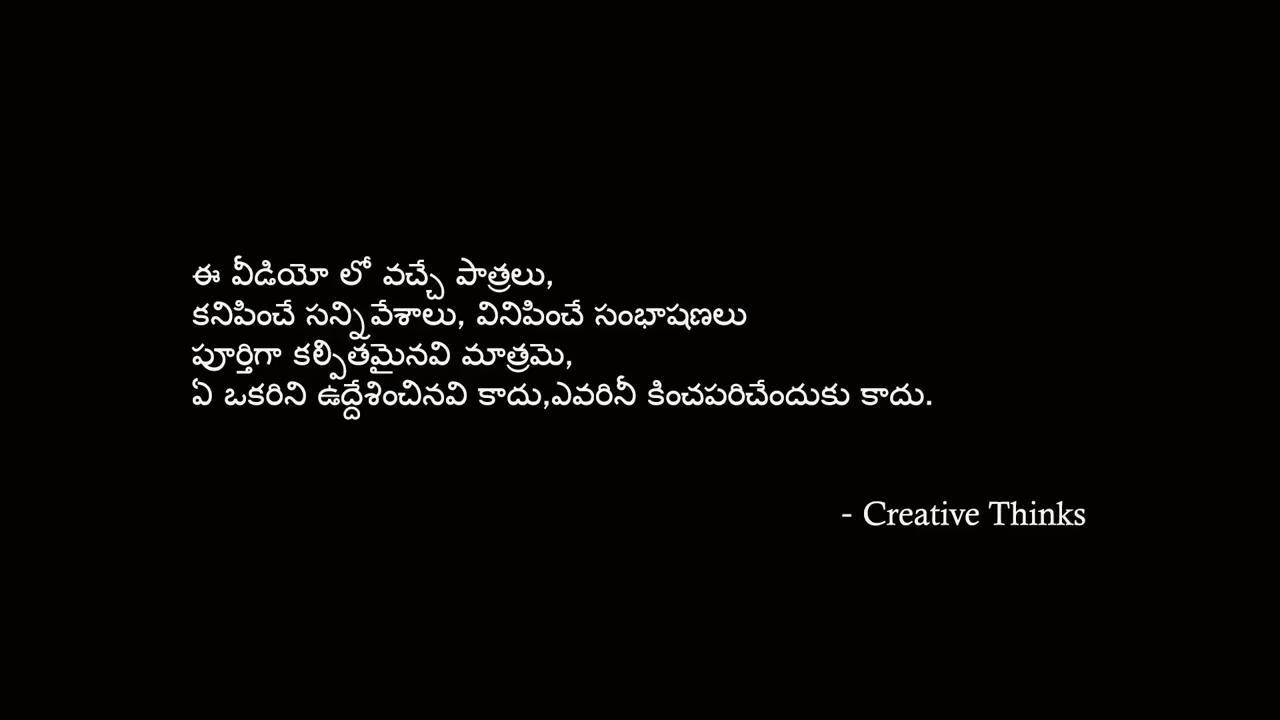 ఈ వీడియో లో వచ్చే పాత్రలు,
కనిపించే సన్నివేశాలు, వినిపించే సంభాషణలు
పూర్తిగా కల్పితమైనవి మాత్రమె,
ఏ ఒకరిని ఉద్దేశించినవి కాదు,ఎవరినీ కించపరిచేందుకు కాదు.
- Creative Thinks